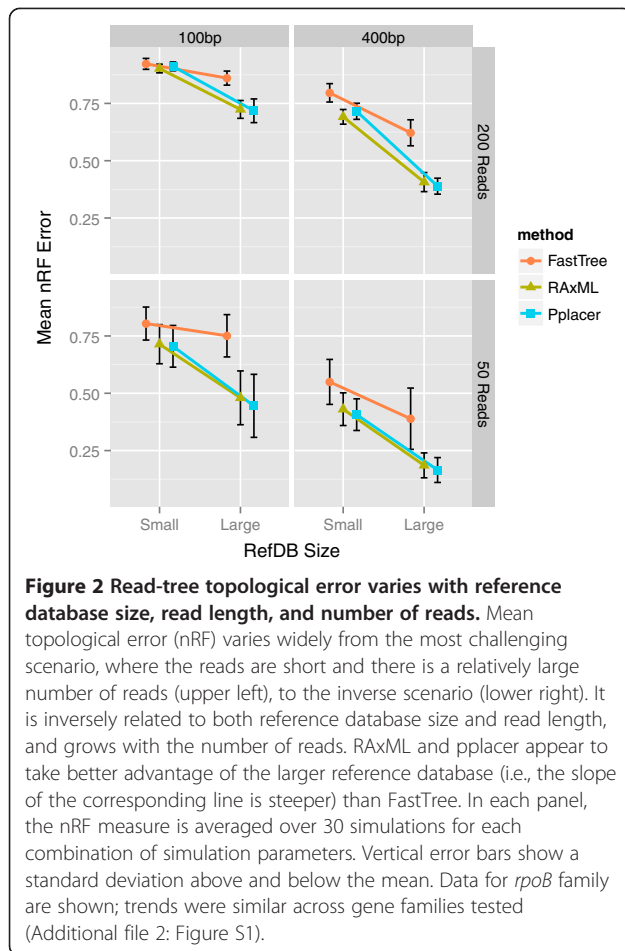 100bp
400bp
0.75
0.50
0.25
200 Reads
Mean nRF Error
0.75
0.50
0.25
50 Reads
method
FastTree
RAxML
Pplacer
Small
Large
Small
Large
RefDB Size
Figure 2 Read-tree topological error varies with reference
database size, read length, and number of reads. Mean
topological error (nRF) varies widely from the most challenging
scenario, where the reads are short and there is a relatively large
number of reads (upper left), to the inverse scenario (lower right). It
is inversely related to both reference database size and read length,
and grows with the number of reads. RAxML and pplacer appear to
take better advantage of the larger reference database (i.e., the slope
of the corresponding line is steeper) than FastTree. In each panel,
the nRF measure is averaged over 30 simulations for each
combination of simulation parameters. Vertical error bars show a
standard deviation above and below the mean. Data for rpoB family
are shown; trends were similar across gene families tested
(Additional file 2: Figure S1).